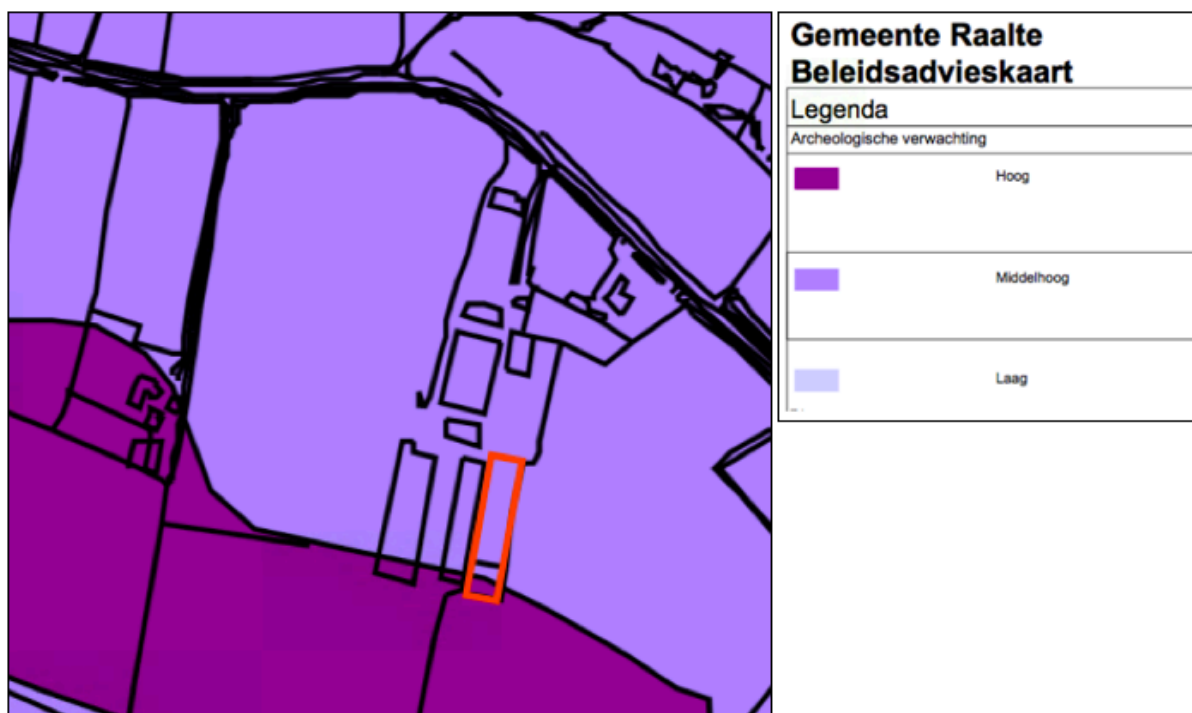 Gemeente Raalte
Beleidsadvieskaart
Legenda
Archeologische verwachting
Hoog
Middelhoog
Laag